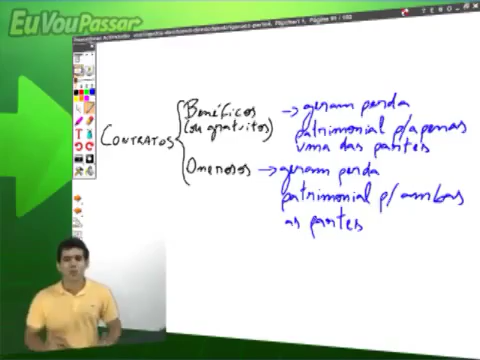 EuVouPassar
CONTRATOS
Benéficos
(ou gratuitos)
→ geram perda
patrimonial p/ apenas
uma das partes
Onerosos → geram perda
patrimonial p/ ambas
as partes